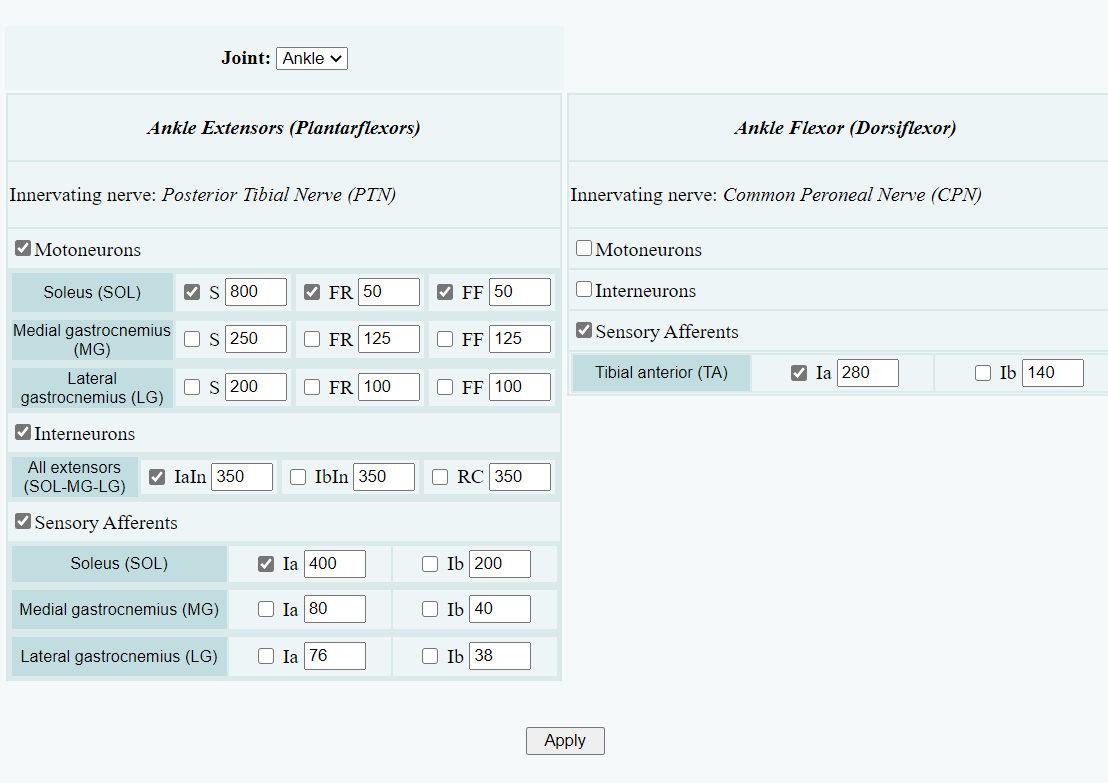 Joint: Ankle
Ankle Extensors (Plantarflexors)
Innervating nerve: Posterior Tibial Nerve (PTN)
Motoneurons
Soleus (SOL) S 800 FR 50 FF 50
Medial gastrocnemius
(MG) S 250 FR 125 FF 125
Lateral
gastrocnemius (LG) S 200 FR 100 FF 100
Interneurons
All extensors
(SOL-MG-LG) IaIn 350 IbIn 350 RC 350
Sensory Afferents
Soleus (SOL) Ia 400 Ib 200
Medial gastrocnemius (MG) Ia 80 Ib 40
Lateral gastrocnemius (LG) Ia 76 Ib 38
Ankle Flexor (Dorsiflexor)
Innervating nerve: Common Peroneal Nerve (CPN)
Motoneurons
Interneurons
Sensory Afferents
Tibial anterior (TA) Ia 280 Ib 140
Apply